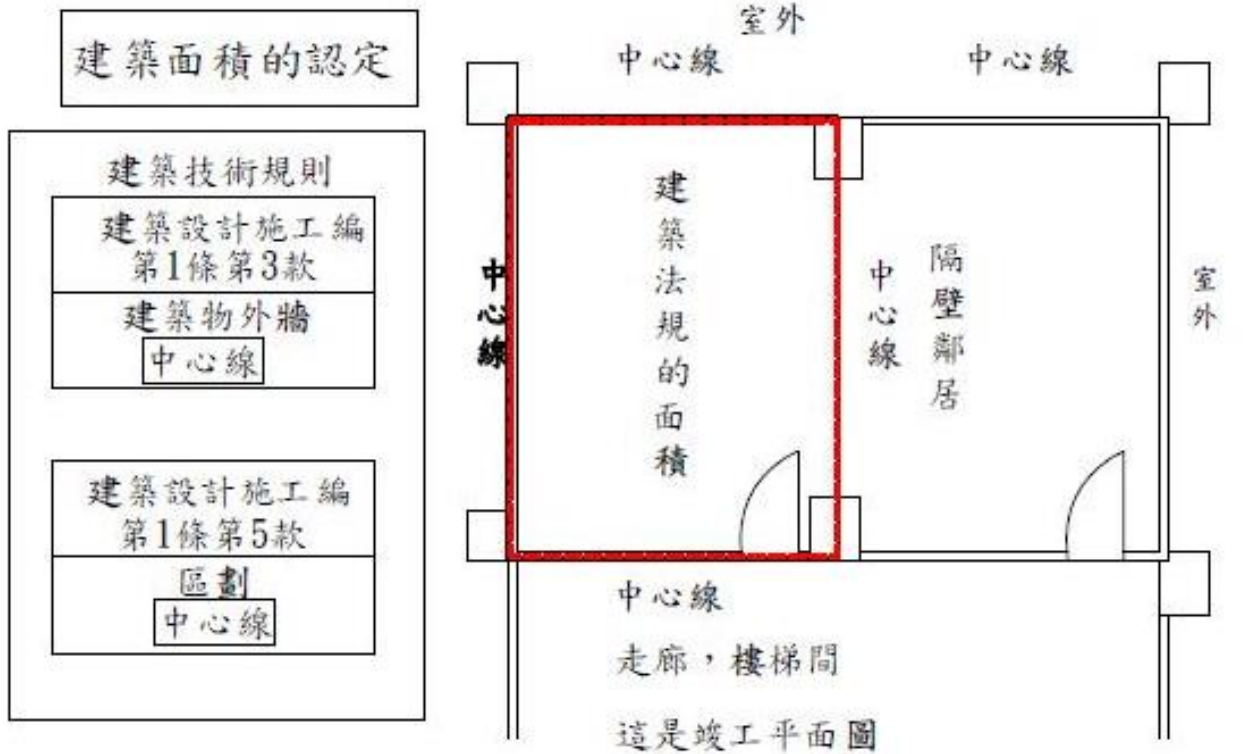 建築面積的認定
建築技術規則
建築設計施工編
第1條第3款
建築物外牆
中心線
建築設計施工編
第1條第5款
區劃
中心線
室外
中心線
中心線
中心線
建築法規的面積
中心線
隔壁鄰居
室外
中心線
走廊，樓梯間
這是竣工平面圖